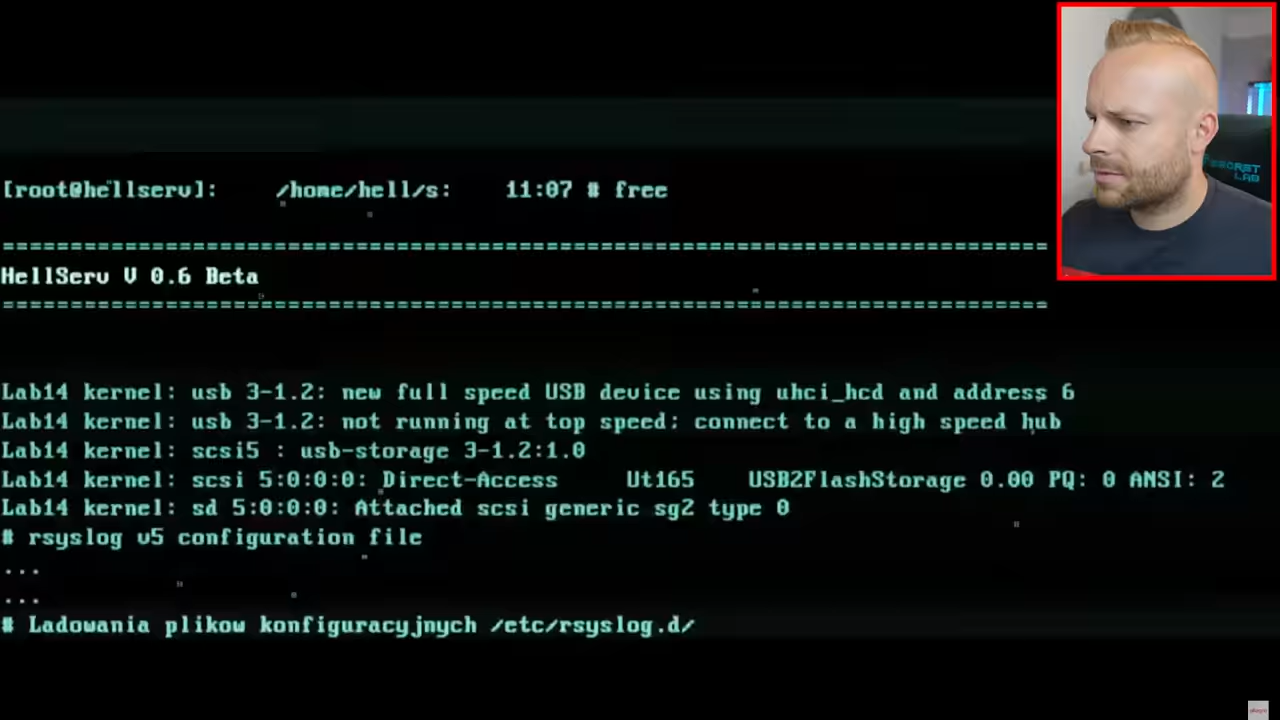 [root@hellserv]: /home/hell/s: 11:07 # free
================================================================================
HellServ V 0.6 Beta
================================================================================
Lab14 kernel: usb 3-1.2: new full speed USB device using uhci_hcd and address 6
Lab14 kernel: usb 3-1.2: not running at top speed; connect to a high speed hub
Lab14 kernel: scsi5 : usb-storage 3-1.2:1.0
Lab14 kernel: scsi 5:0:0:0: Direct-Access Ut165 USB2FlashStorage 0.00 PQ: 0 ANSI: 2
Lab14 kernel: sd 5:0:0:0: Attached scsi generic sg2 type 0
# rsyslog v5 configuration file
...
...
# Ladowania plikow konfiguracyjnych /etc/rsyslog.d/
LAB